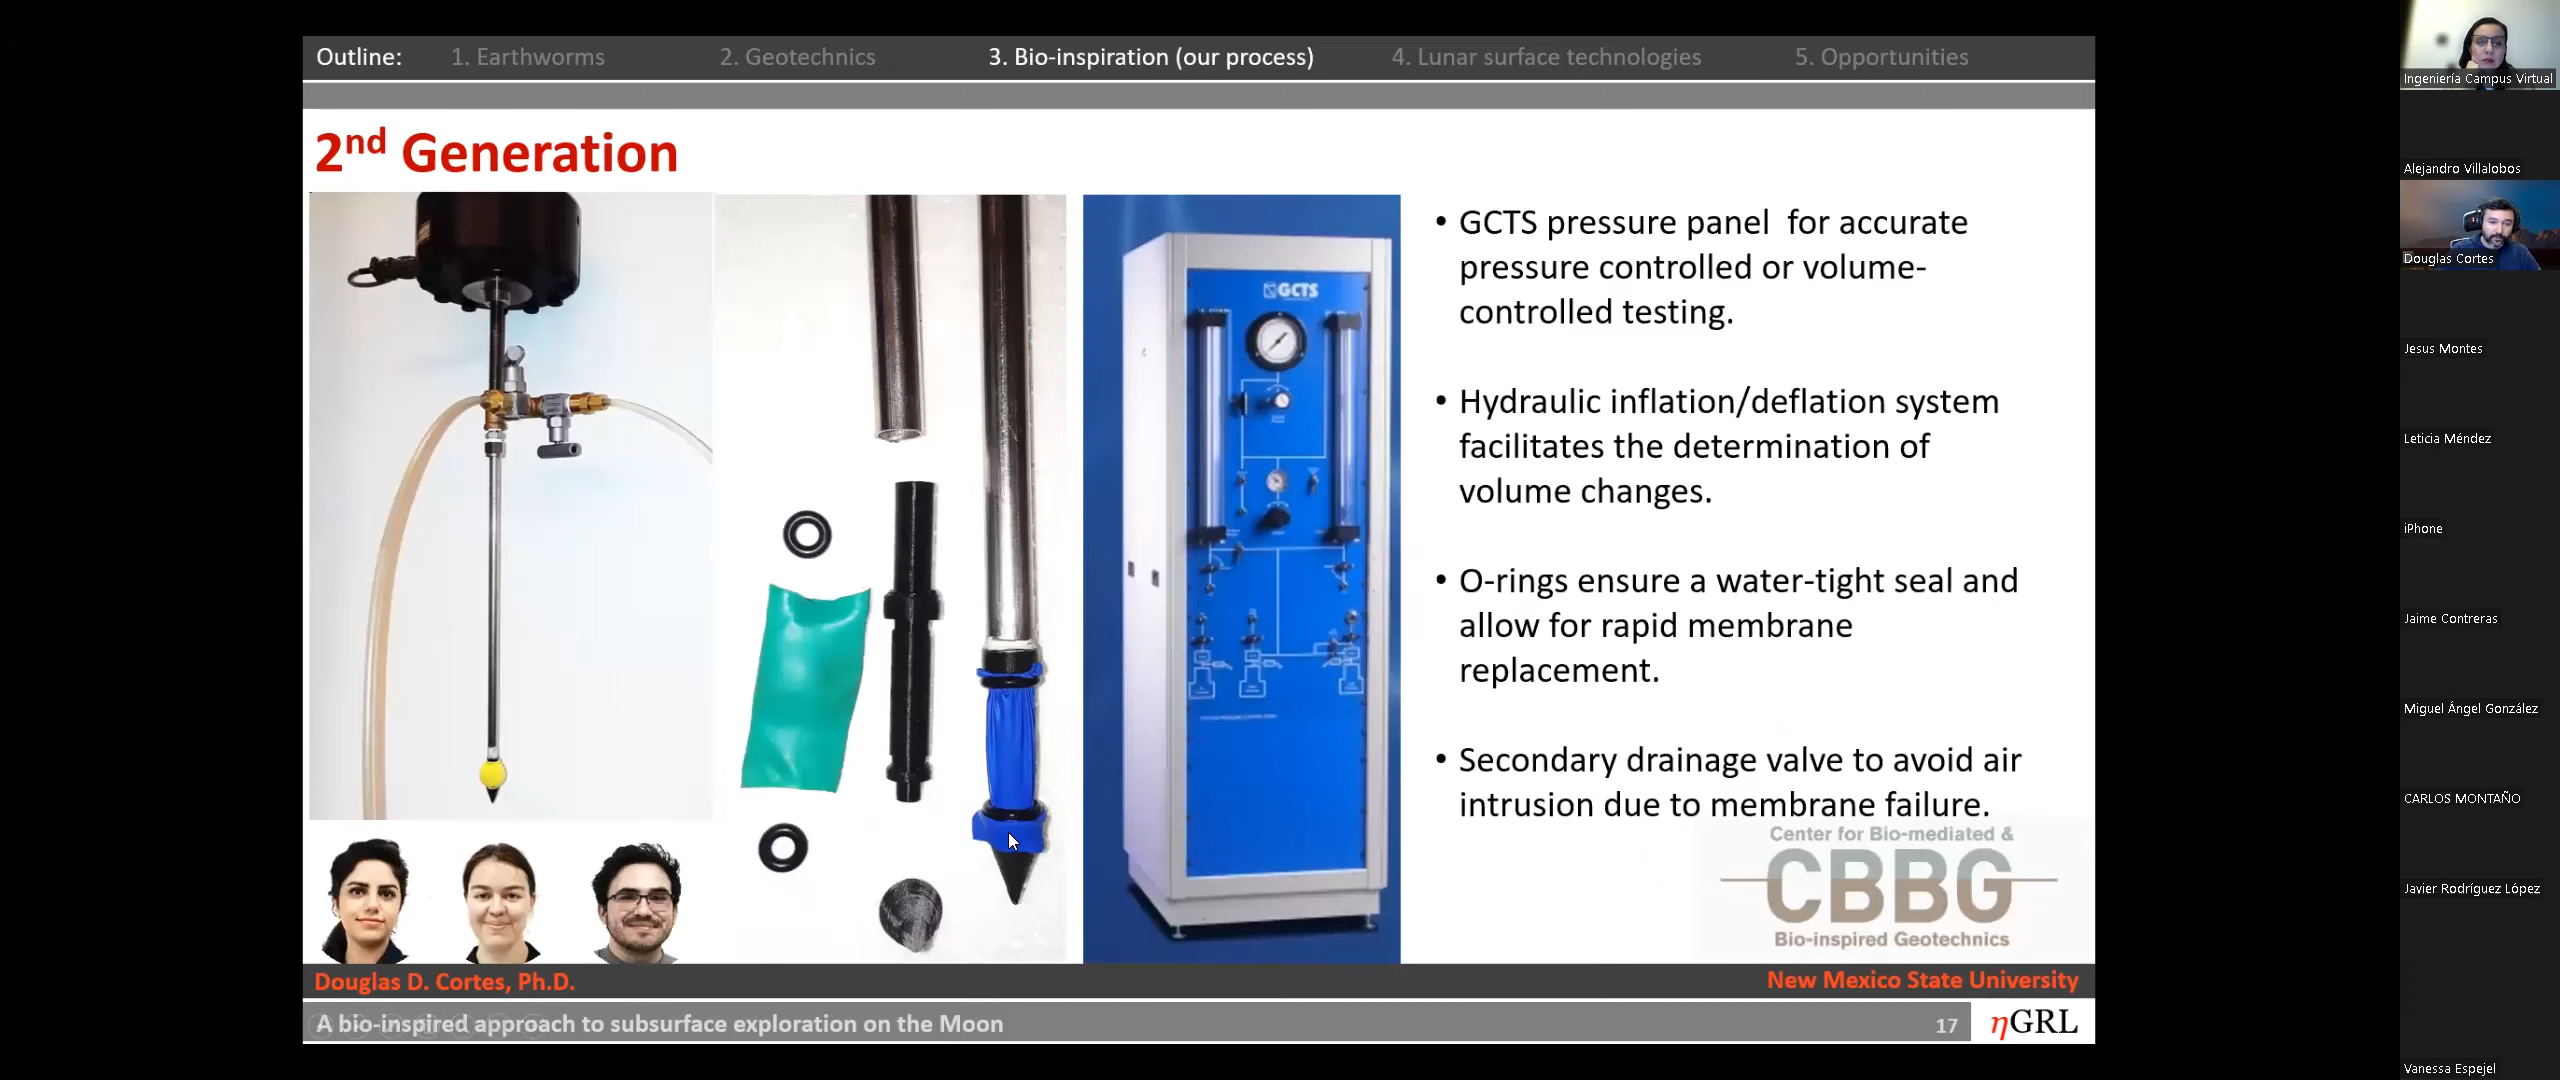 Outline: 1. Earthworms 2. Geotechnics 3. Bio-inspiration (our process) 4. Lunar surface technologies 5. Opportunities
2nd Generation
GCTS
• GCTS pressure panel for accurate
pressure controlled or volume-
controlled testing.
• Hydraulic inflation/deflation system
facilitates the determination of
volume changes.
• O-rings ensure a water-tight seal and
allow for rapid membrane
replacement.
• Secondary drainage valve to avoid air
intrusion due to membrane failure.
Center for Bio-mediated &
CBBG
Bio-inspired Geotechnics
Douglas D. Cortes, Ph.D. New Mexico State University
A bio-inspired approach to subsurface exploration on the Moon 17 ηGRL
Ingeniería Campus Virtual
Alejandro Villalobos
Douglas Cortes
Jesus Montes
Leticia Méndez
iPhone
Jaime Contreras
Miguel Ángel González
CARLOS MONTAÑO
Javier Rodríguez López
Vanessa Espejel